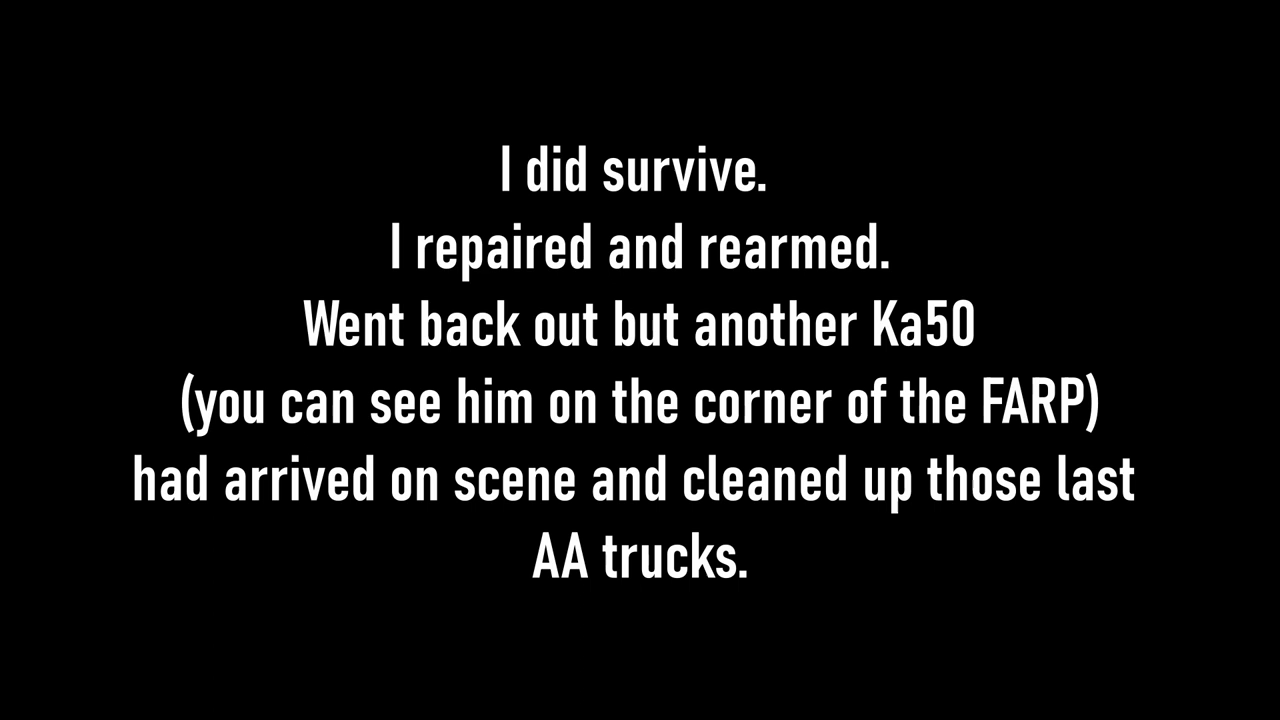 I did survive.
I repaired and rearmed.
Went back out but another Ka50
(you can see him on the corner of the FARP)
had arrived on scene and cleaned up those last
AA trucks.